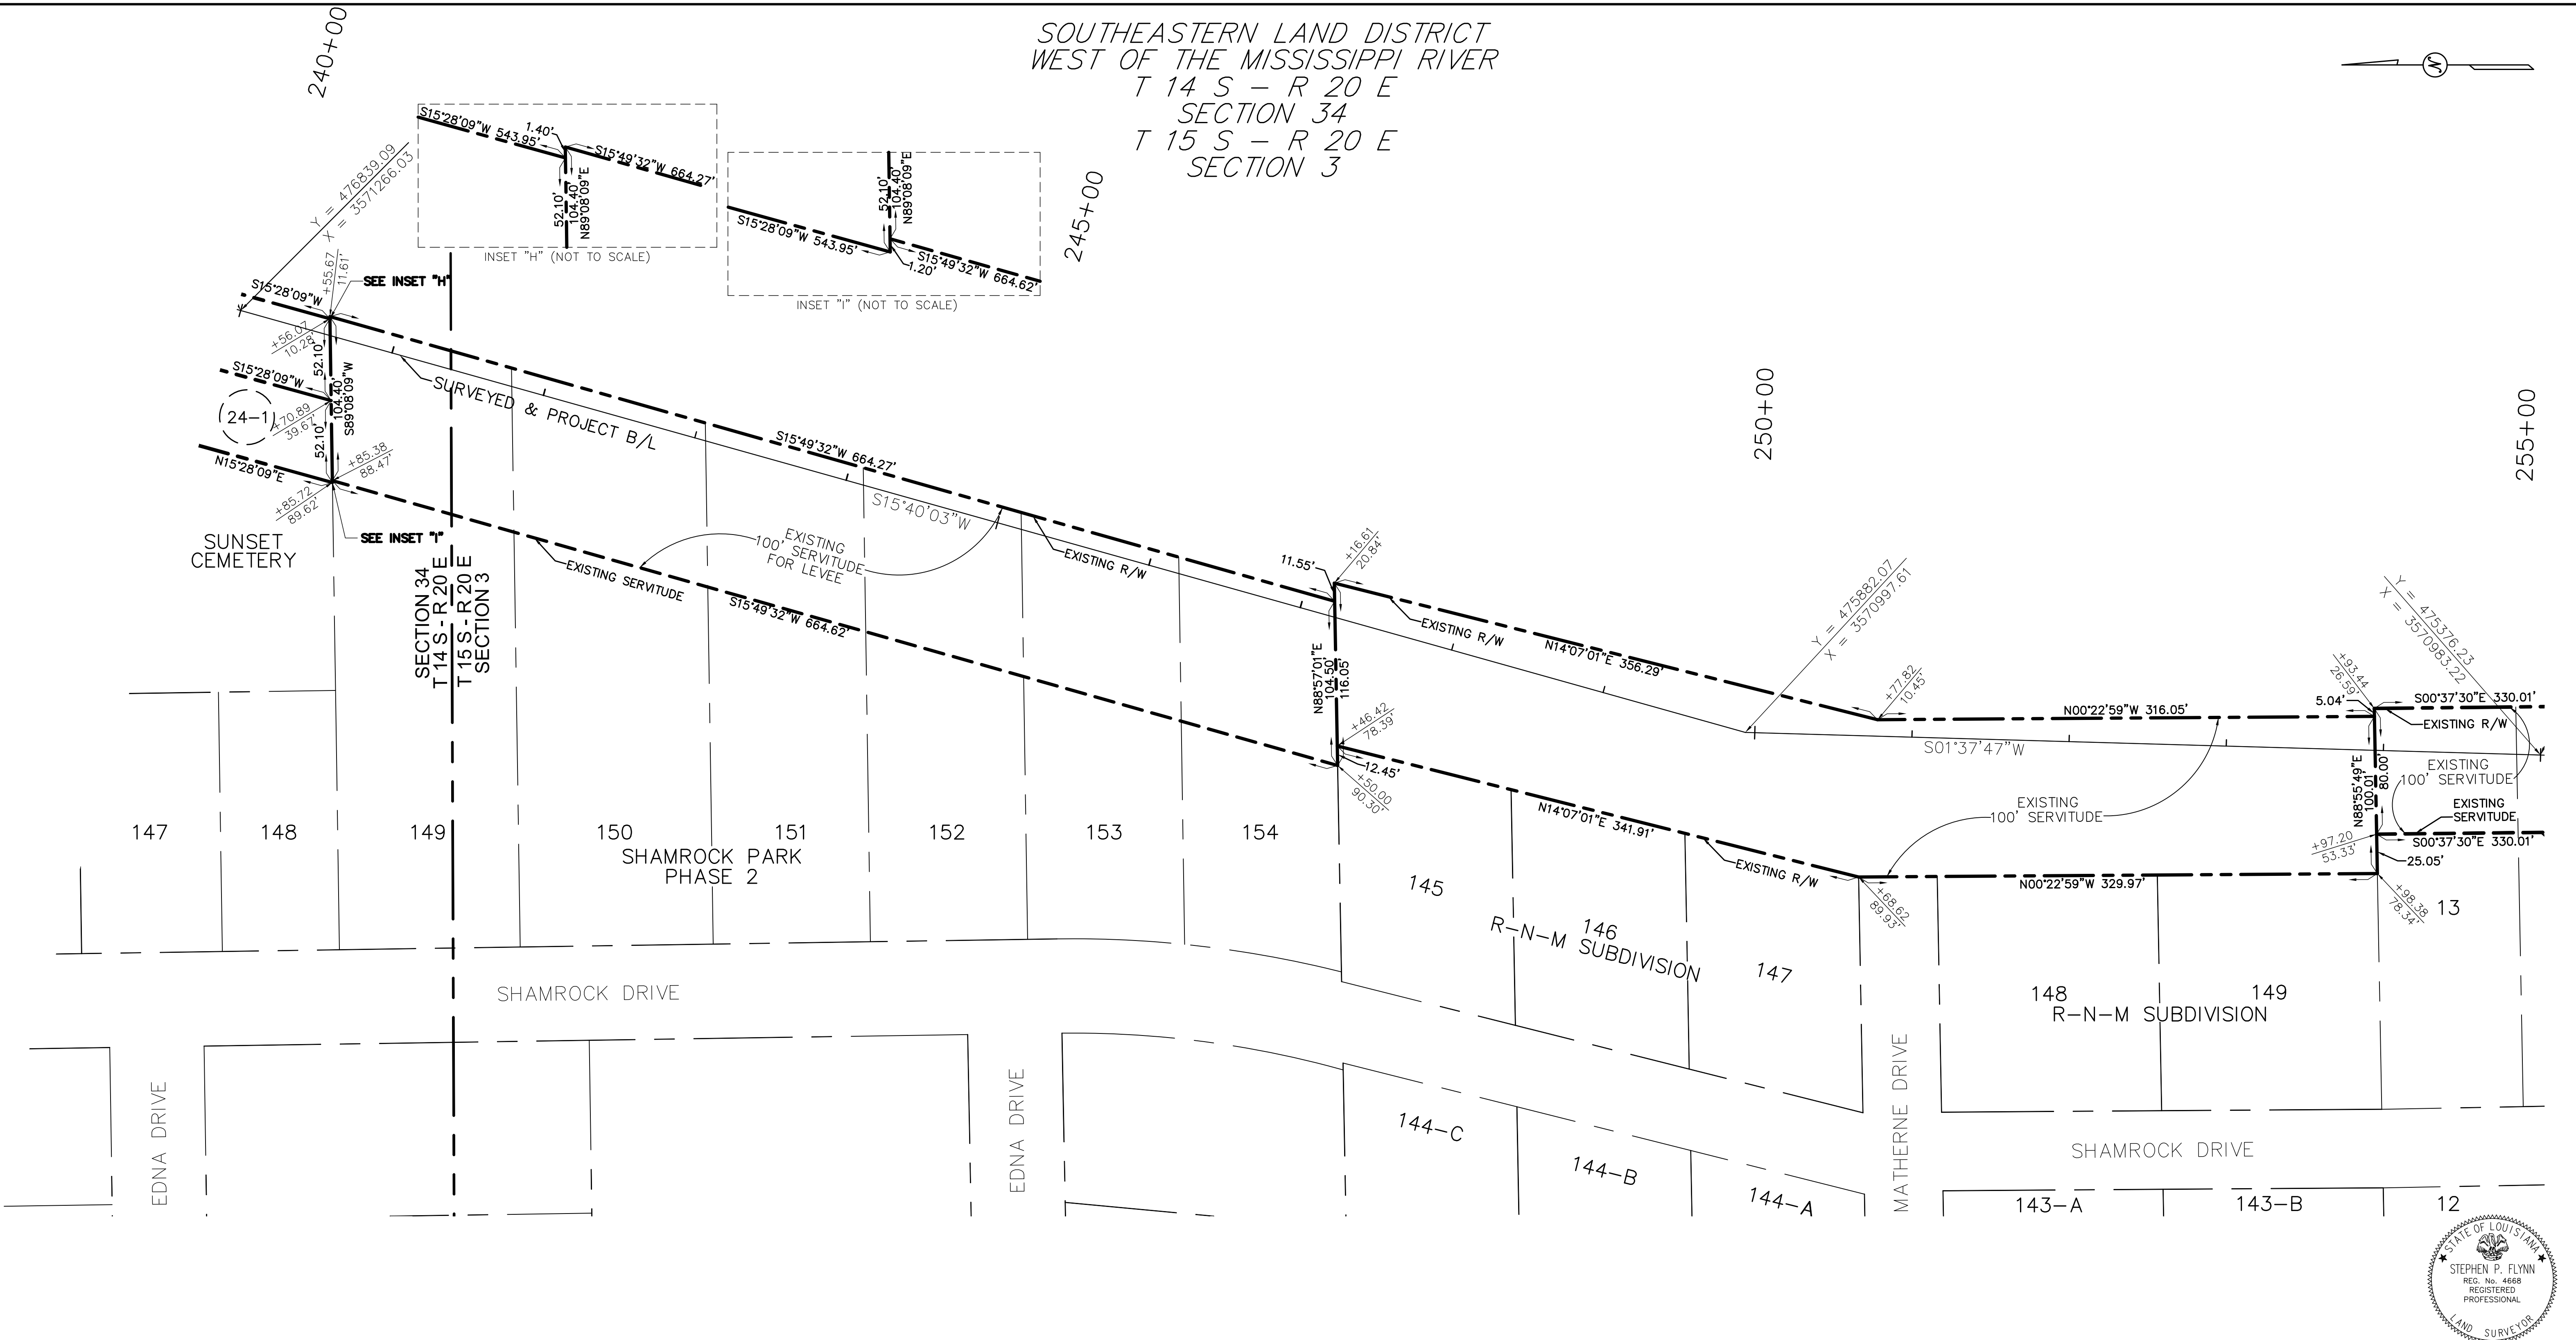 SOUTHEASTERN LAND DISTRICT
WEST OF THE MISSISSIPPI RIVER
T 14 S – R 20 E
SECTION 34
T 15 S – R 20 E
SECTION 3
240+00
245+00
250+00
255+00
S15°28'09"W 543.95'
1.40'
S15°49'32"W 664.27'
52.10'
104.40'
N89°08'09"E
INSET "H" (NOT TO SCALE)
52.10'
104.40'
N89°08'09"E
S15°28'09"W 543.95'
S15°49'32"W 664.62'
1.20'
INSET "I" (NOT TO SCALE)
Y = 476839.09
X = 3571266.03
+55.67
11.61'
SEE INSET "H"
S15°28'09"W
+56.07
10.28'
52.10'
104.40'
S89°08'09"W
S15°28'09"W
24-1
+70.89
39.67'
52.10'
N15°28'09"E
+85.38
88.47'
+85.72
89.62'
SEE INSET "I"
SUNSET
CEMETERY
SURVEYED & PROJECT B/L
S15°49'32"W 664.27'
S15°40'03"W
EXISTING
100' SERVITUDE
FOR LEVEE
EXISTING R/W
EXISTING SERVITUDE
S15°49'32"W 664.62'
SECTION 34
T 14 S - R 20 E
T 15 S - R 20 E
SECTION 3
11.55'
+16.61
20.84'
EXISTING R/W
N14°07'01"E 356.29'
N88°57'01"E
104.50'
116.05'
+46.42
78.39'
12.45'
+50.00
90.30'
N14°07'01"E 341.91'
EXISTING R/W
Y = 475882.07
X = 3570997.61
+77.82
10.45'
N00°22'59"W 316.05'
S01°37'47"W
EXISTING
100' SERVITUDE
+68.62
89.93'
N00°22'59"W 329.97'
Y = 475376.23
X = 3570983.22
+93.44
26.59'
5.04'
S00°37'30"E 330.01'
EXISTING R/W
EXISTING
100' SERVITUDE
N88°55'49"E
100.01'
80.00'
EXISTING
SERVITUDE
S00°37'30"E 330.01'
+97.20
53.33'
25.05'
+98.38
78.34'
147
148
149
150
151
152
153
154
SHAMROCK PARK
PHASE 2
145
146
R-N-M SUBDIVISION
147
148
149
R-N-M SUBDIVISION
13
SHAMROCK DRIVE
EDNA DRIVE
EDNA DRIVE
144-C
144-B
144-A
MATHERNE DRIVE
SHAMROCK DRIVE
143-A
143-B
12
STATE OF LOUISIANA
STEPHEN P. FLYNN
REG. No. 4668
REGISTERED
PROFESSIONAL
LAND SURVEYOR